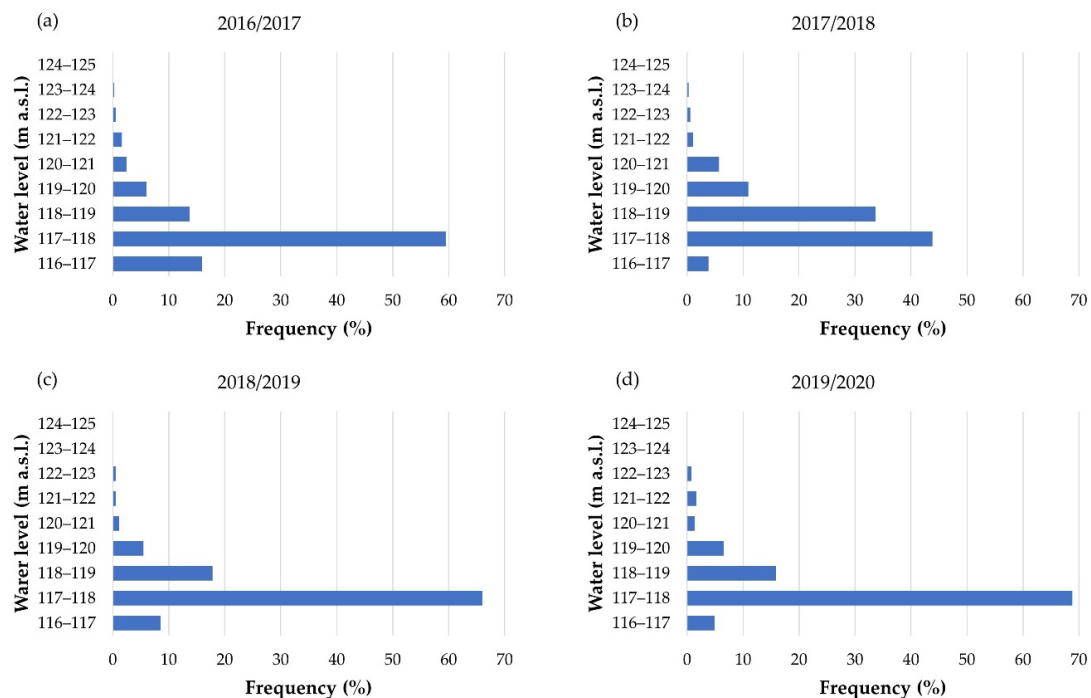 (a) 2016/2017
Water level (m a.s.l.)
124–125
123–124
122–123
121–122
120–121
119–120
118–119
117–118
116–117
0 10 20 30 40 50 60 70
Frequency (%)
(b) 2017/2018
Water level (m a.s.l.)
124–125
123–124
122–123
121–122
120–121
119–120
118–119
117–118
116–117
0 10 20 30 40 50 60 70
Frequency (%)
(c) 2018/2019
Warer level (m a.s.l.)
124–125
123–124
122–123
121–122
120–121
119–120
118–119
117–118
116–117
0 10 20 30 40 50 60 70
Frequency (%)
(d) 2019/2020
Water level (m a.s.l.)
124–125
123–124
122–123
121–122
120–121
119–120
118–119
117–118
116–117
0 10 20 30 40 50 60 70
Frequency (%)